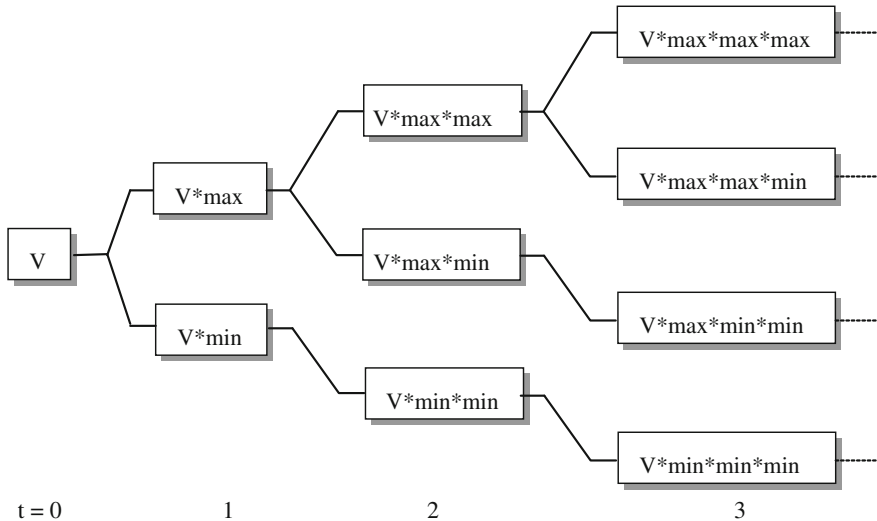 V*max*max*max
V*max*max
V*max*max*min
V*max
V
V*max*min
V*min
V*max*min*min
V*min*min
V*min*min*min
t = 0 1 2 3